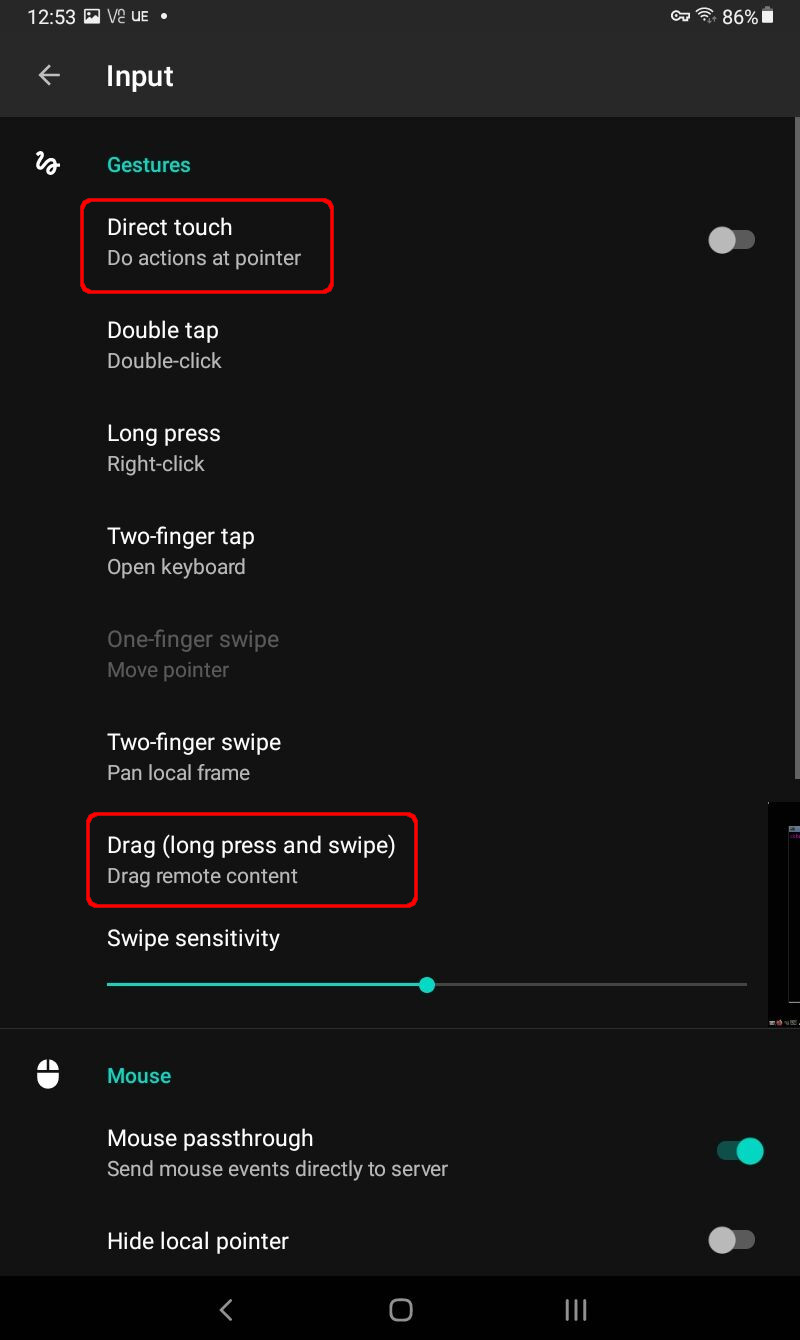 12:53 UE 86%
Input
Gestures
Direct touch
Do actions at pointer
Double tap
Double-click
Long press
Right-click
Two-finger tap
Open keyboard
One-finger swipe
Move pointer
Two-finger swipe
Pan local frame
Drag (long press and swipe)
Drag remote content
Swipe sensitivity
Mouse
Mouse passthrough
Send mouse events directly to server
Hide local pointer